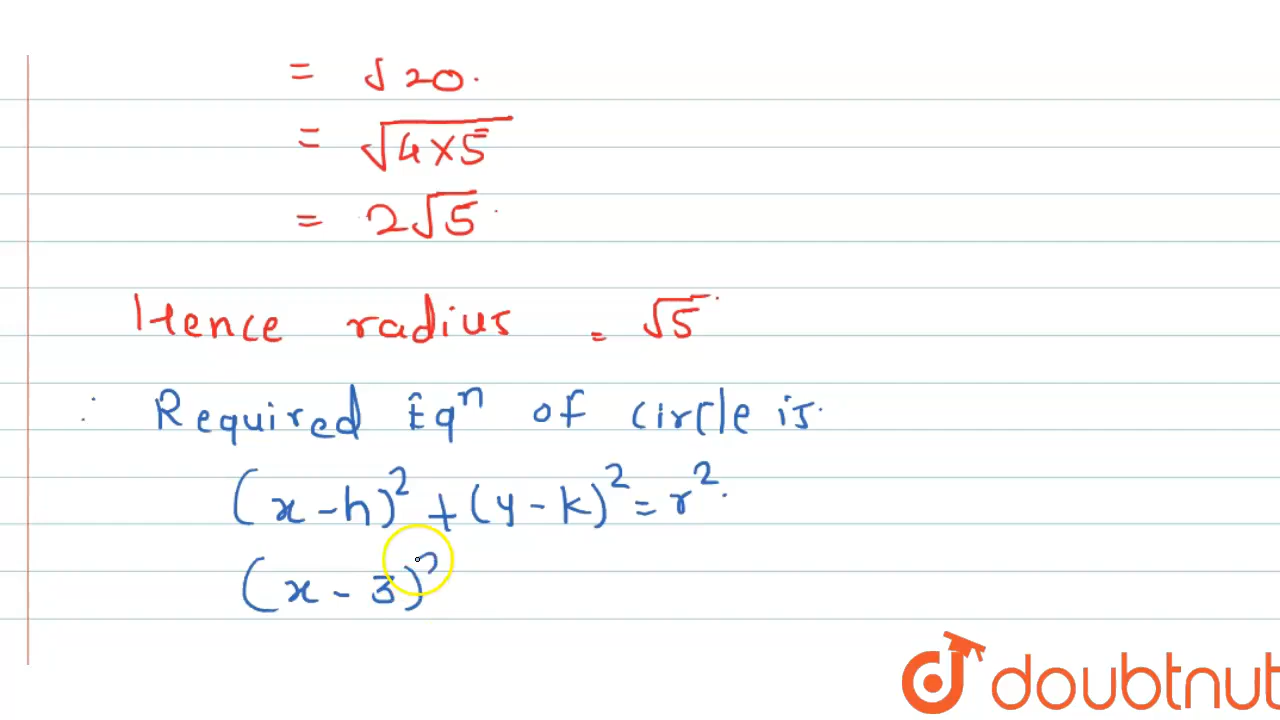 = √20
= √4×5
= 2√5
Hence radius = √5
∴ Required Eqⁿ of circle is
(x-h)² + (y-k)² = r²
(x-3)²
doubtnut